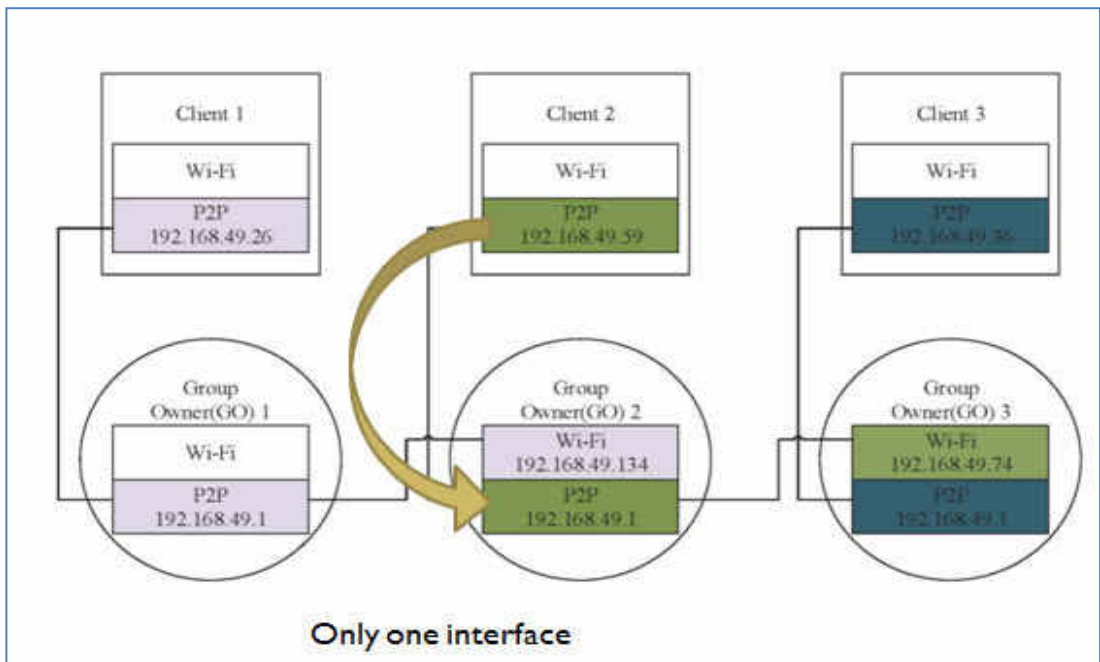 Client 1
Wi-Fi
P2P
192.168.49.26
Client 2
Wi-Fi
P2P
192.168.49.59
Client 3
Wi-Fi
P2P
192.168.49.36
Group
Owner(GO) 1
Wi-Fi
P2P
192.168.49.1
Group
Owner(GO) 2
Wi-Fi
192.168.49.134
P2P
192.168.49.1
Group
Owner(GO) 3
Wi-Fi
192.168.49.74
P2P
192.168.49.1
Only one interface